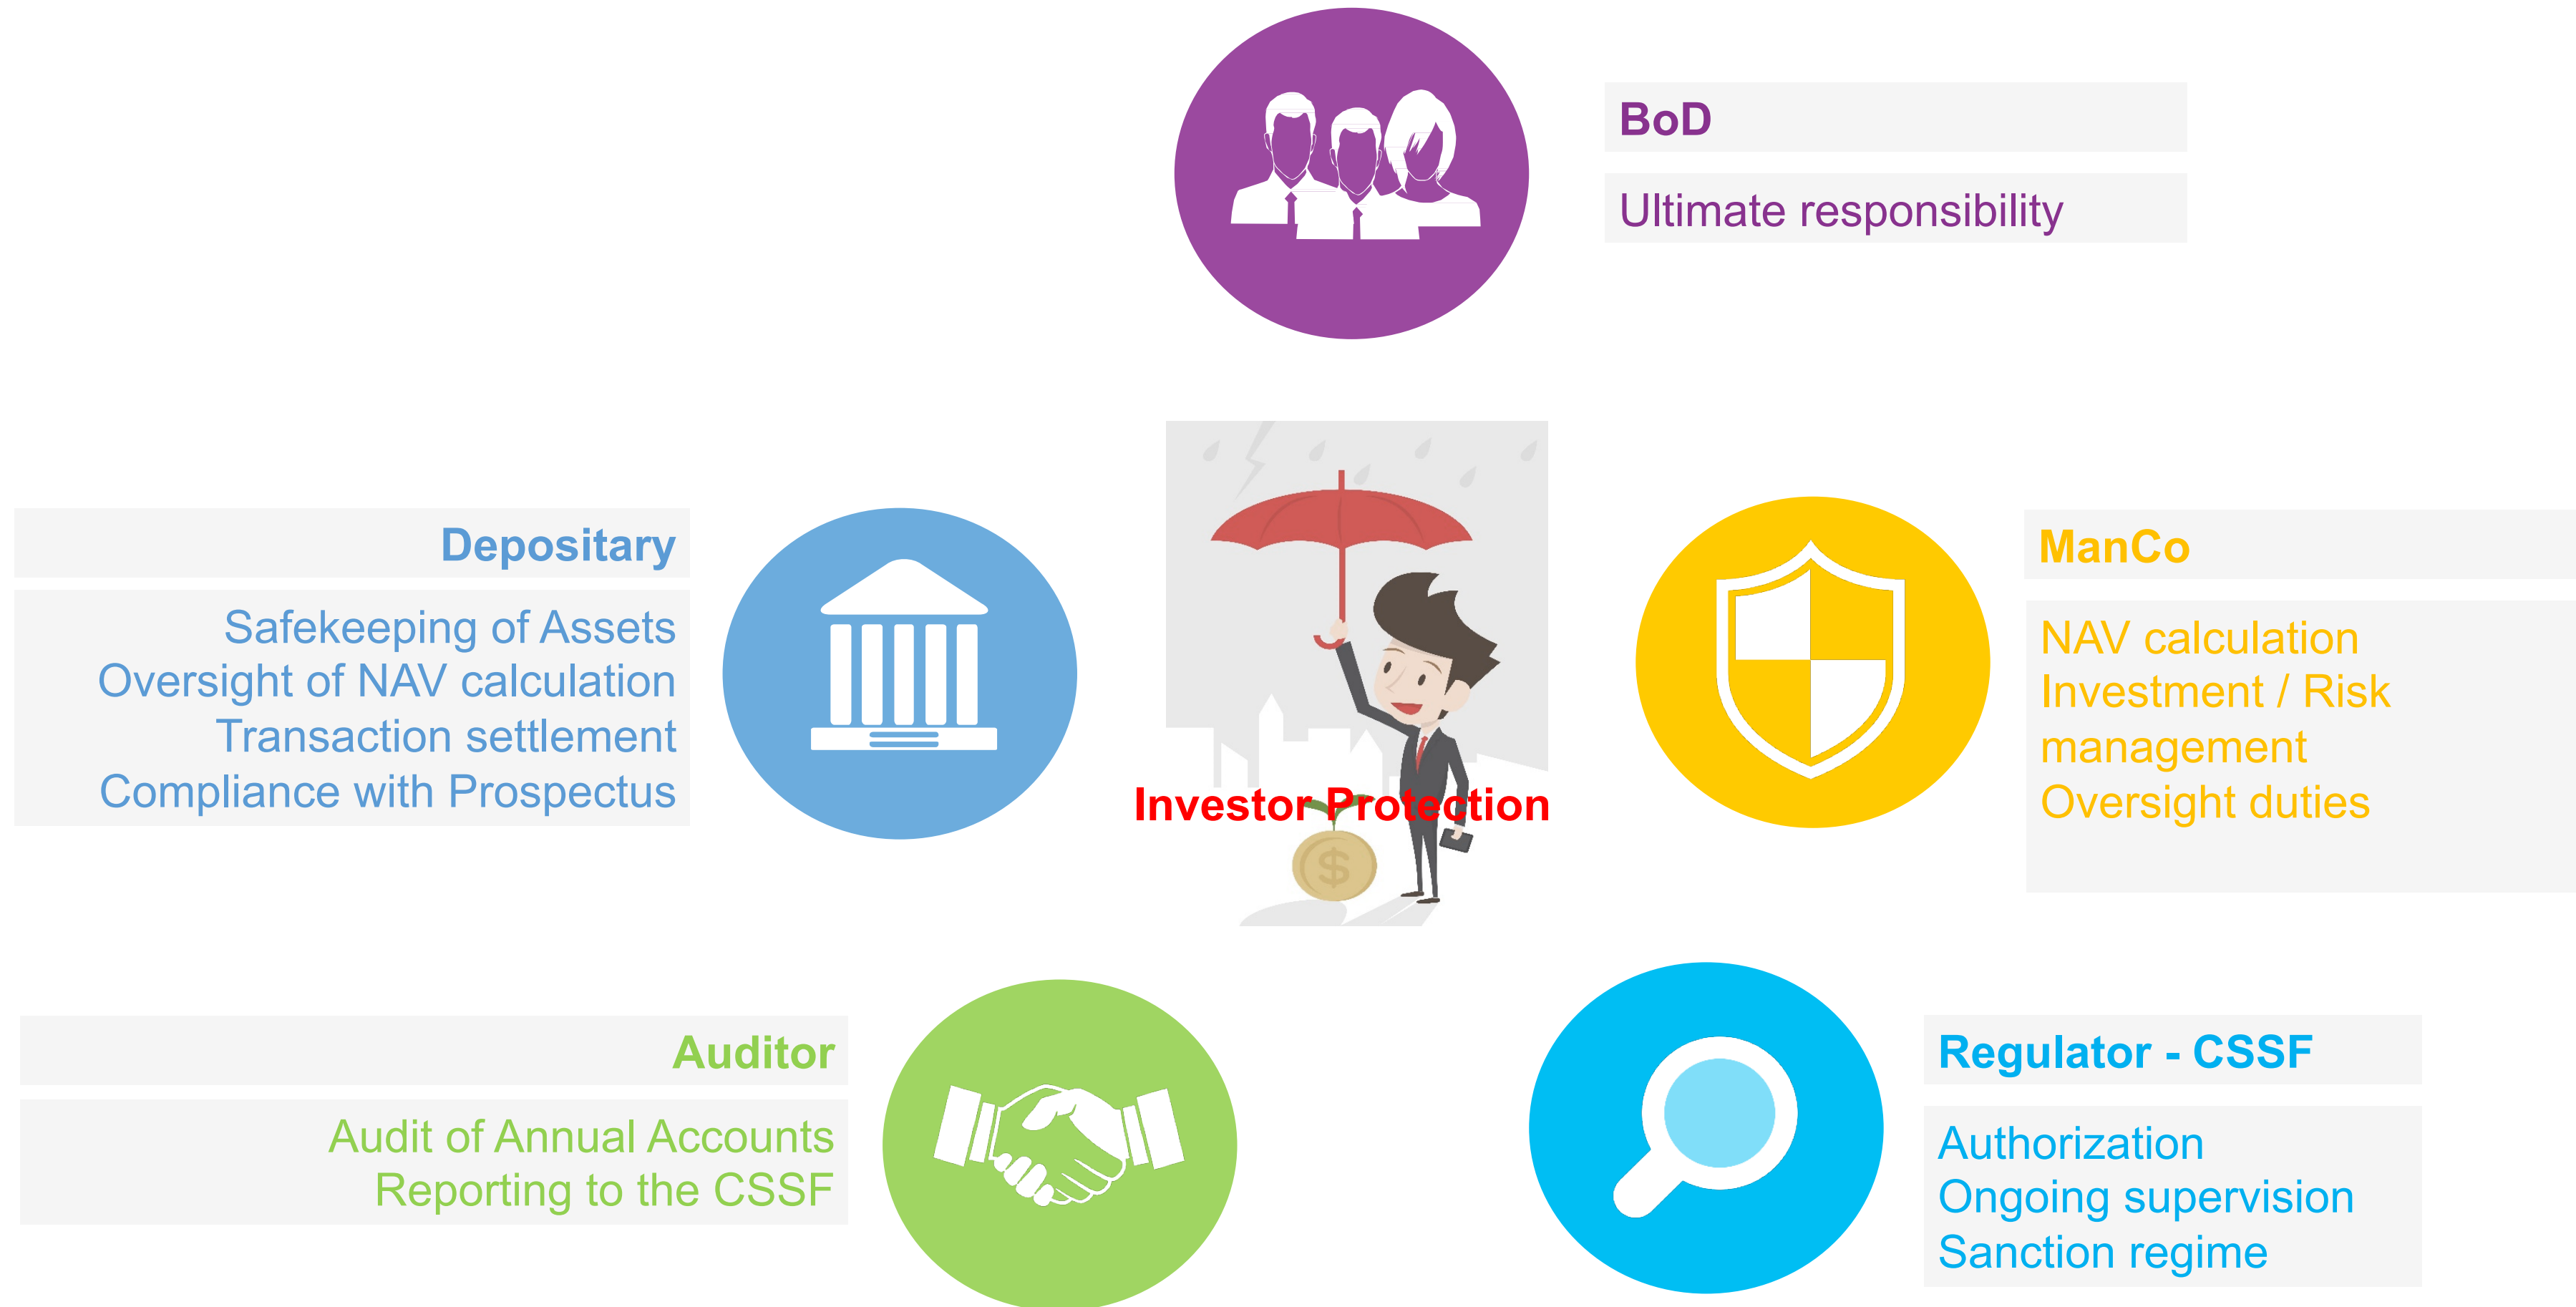 BoD
Ultimate responsibility
Depositary
Safekeeping of Assets
Oversight of NAV calculation
Transaction settlement
Compliance with Prospectus
Investor Protection
$
ManCo
NAV calculation
Investment / Risk
management
Oversight duties
Auditor
Audit of Annual Accounts
Reporting to the CSSF
Regulator - CSSF
Authorization
Ongoing supervision
Sanction regime